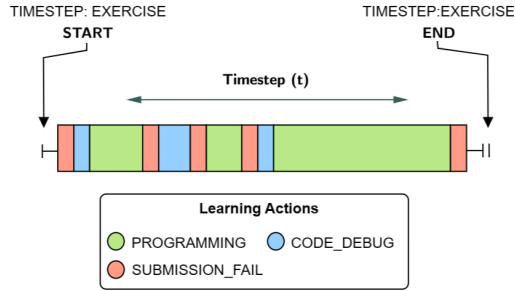 TIMESTEP: EXERCISE
START
TIMESTEP:EXERCISE
END
Timestep (t)
Learning Actions
PROGRAMMING
CODE_DEBUG
SUBMISSION_FAIL